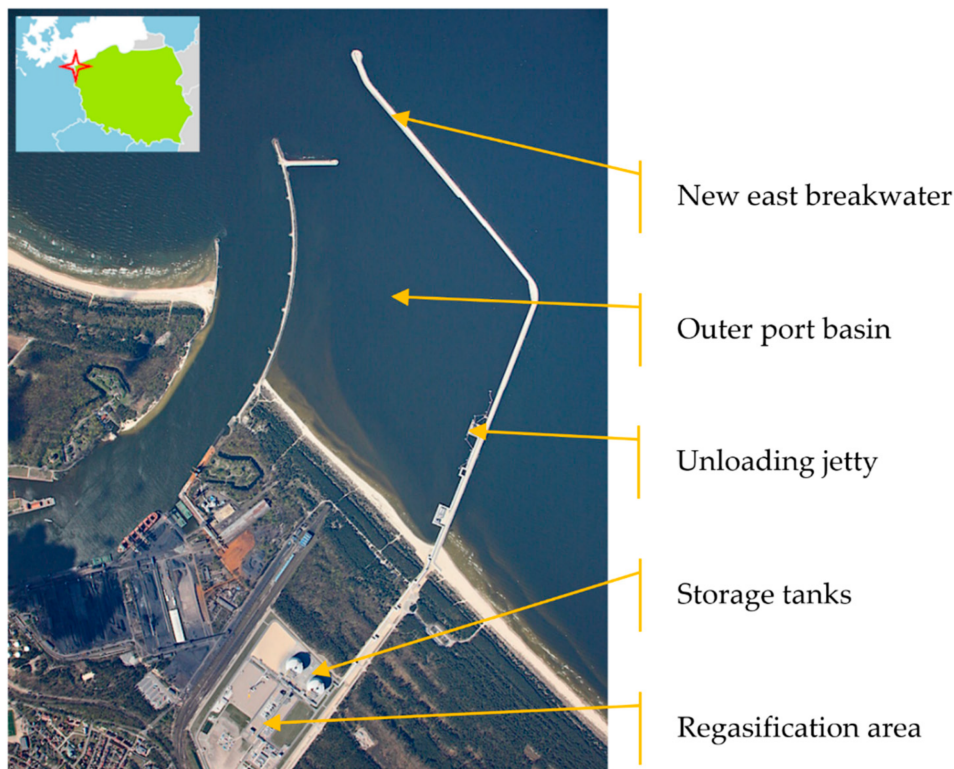 New east breakwater
Outer port basin
Unloading jetty
Storage tanks
Regasification area